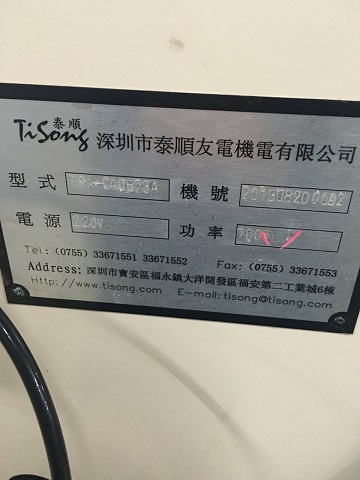 泰順
TiSong 深圳市泰順友電機電有限公司
型式 機號 201308200692
電源 220V 功率
Tel: (0755) 33671551 33671552 Fax: (0755) 33671553
Address: 深圳市寶安區福永鎮大洋開發區福安第二工業城6棟
Http://www.tisong.com E-mail: tisong@tisong.com